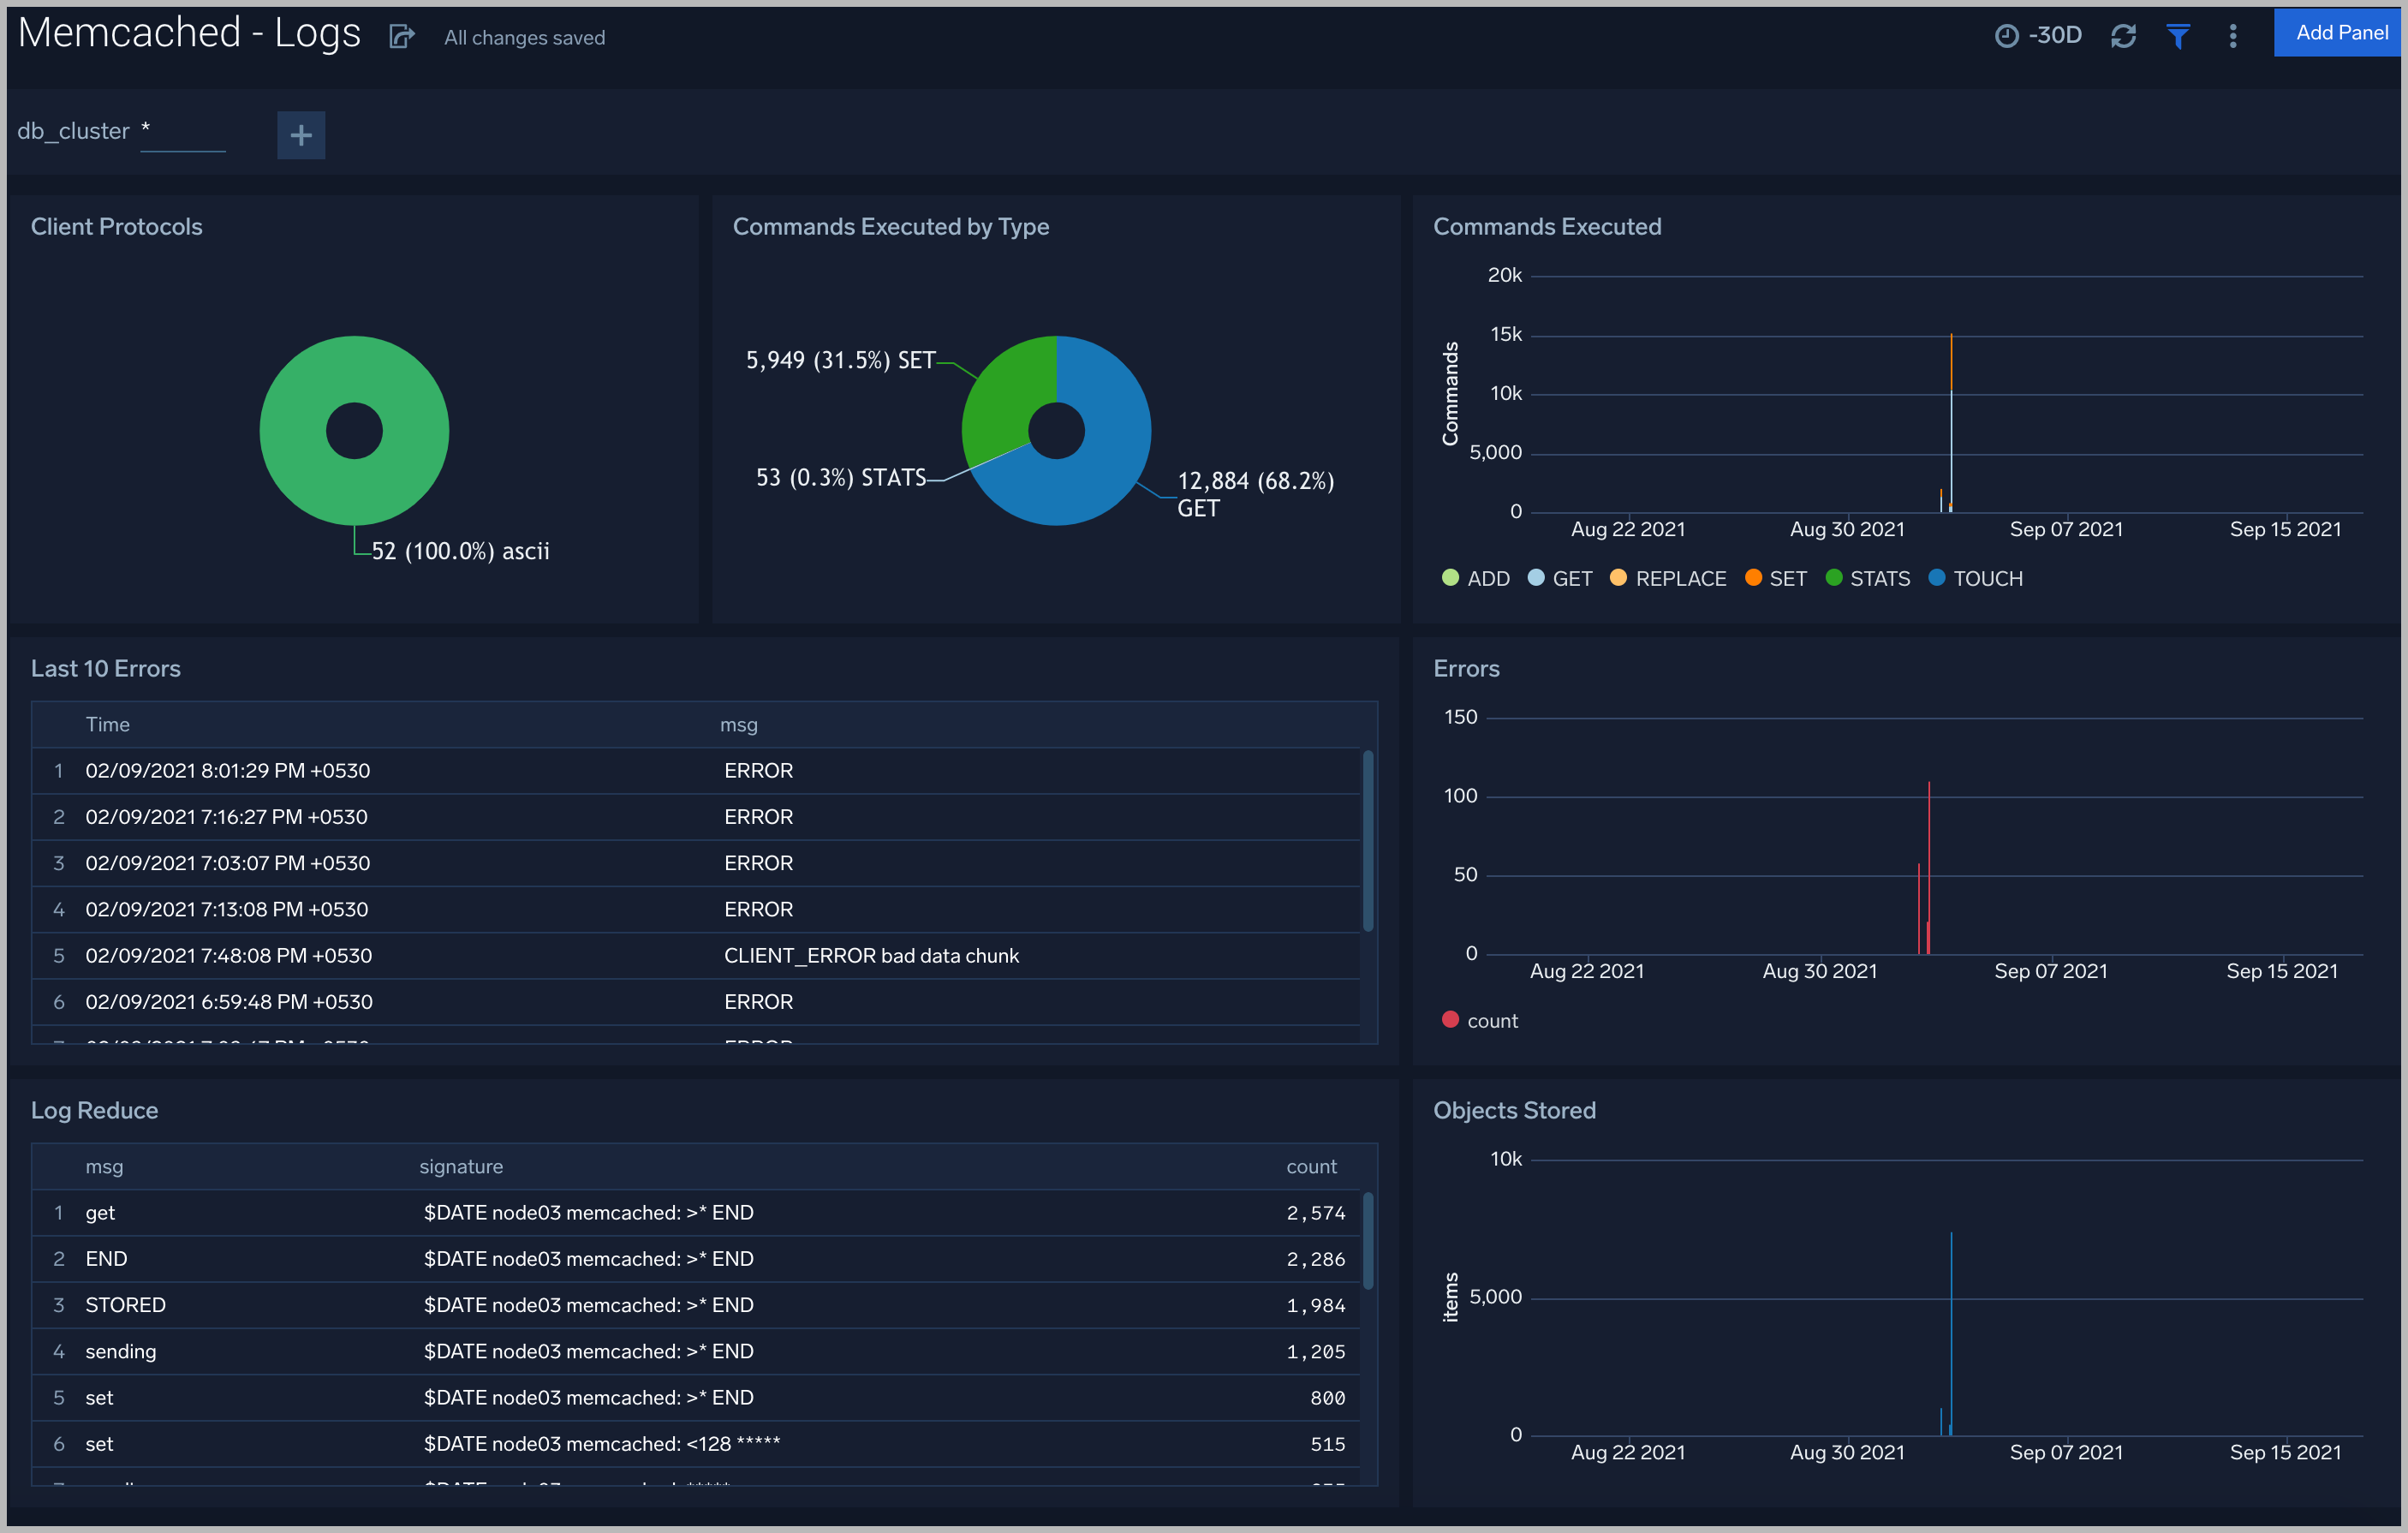 Memcached - Logs
All changes saved
-30D
Add Panel
db_cluster *
Client Protocols
52 (100.0%) ascii
Commands Executed by Type
5,949 (31.5%) SET
53 (0.3%) STATS
12,884 (68.2%)
GET
Commands Executed
Commands
20k
15k
10k
5,000
0
Aug 22 2021 Aug 30 2021 Sep 07 2021 Sep 15 2021
ADD GET REPLACE SET STATS TOUCH
Last 10 Errors
Time msg
1 02/09/2021 8:01:29 PM +0530 ERROR
2 02/09/2021 7:16:27 PM +0530 ERROR
3 02/09/2021 7:03:07 PM +0530 ERROR
4 02/09/2021 7:13:08 PM +0530 ERROR
5 02/09/2021 7:48:08 PM +0530 CLIENT_ERROR bad data chunk
6 02/09/2021 6:59:48 PM +0530 ERROR
Errors
150
100
50
0
Aug 22 2021 Aug 30 2021 Sep 07 2021 Sep 15 2021
count
Log Reduce
msg signature count
1 get $DATE node03 memcached: >* END 2,574
2 END $DATE node03 memcached: >* END 2,286
3 STORED $DATE node03 memcached: >* END 1,984
4 sending $DATE node03 memcached: >* END 1,205
5 set $DATE node03 memcached: >* END 800
6 set $DATE node03 memcached: <128 ***** 515
Objects Stored
items
10k
5,000
0
Aug 22 2021 Aug 30 2021 Sep 07 2021 Sep 15 2021